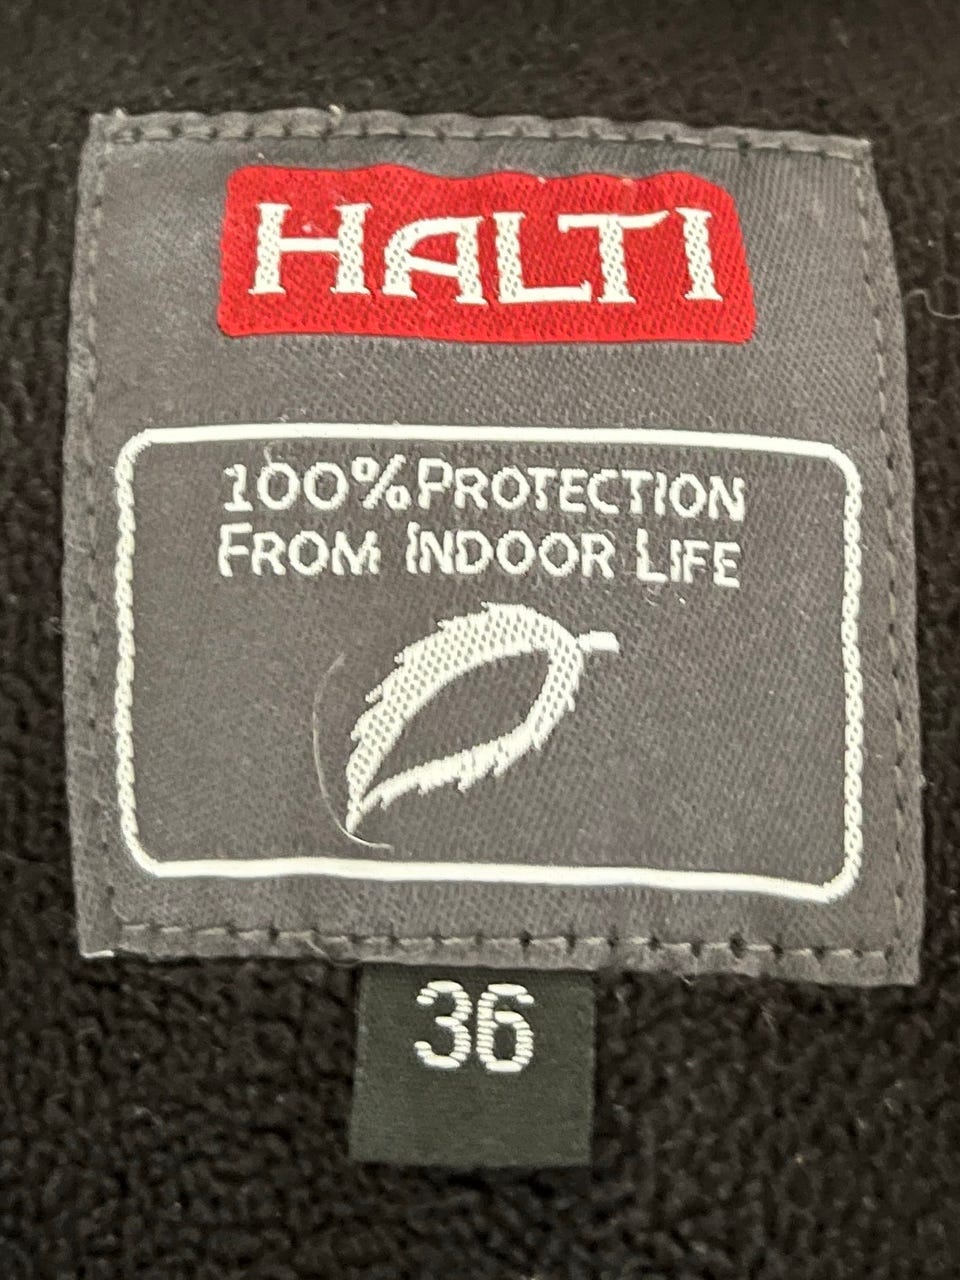 HALTI
100% PROTECTION
FROM INDOOR LIFE
36